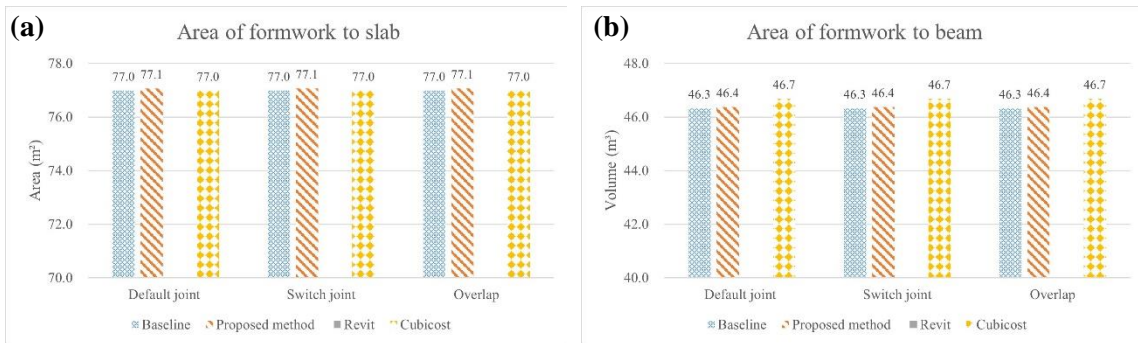 (a)
Area of formwork to slab
78.0
76.0
74.0
72.0
70.0
Area (m²)
77.0 77.1 77.0
77.0 77.1 77.0
77.0 77.1 77.0
Default joint Switch joint Overlap
Baseline Proposed method Revit Cubicost
(b)
Area of formwork to beam
48.0
46.0
44.0
42.0
40.0
Volume (m³)
46.3 46.4 46.7
46.3 46.4 46.7
46.3 46.4 46.7
Default joint Switch joint Overlap
Baseline Proposed method Revit Cubicost